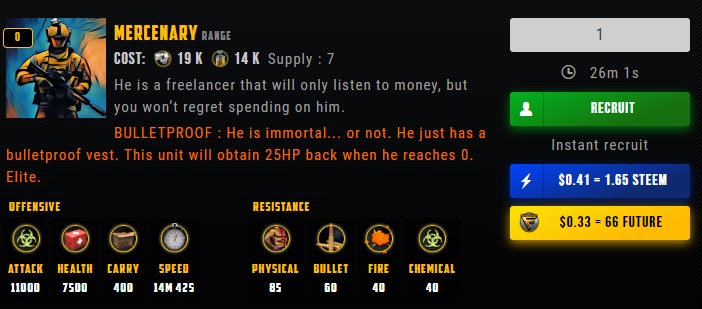 0
MERCENARY RANGE
COST: 19 K 14 K Supply : 7
He is a freelancer that will only listen to money, but
you won't regret spending on him.
BULLETPROOF : He is immortal... or not. He just has a
bulletproof vest. This unit will obtain 25HP back when he reaches 0.
Elite.
OFFENSIVE
ATTACK HEALTH CARRY SPEED
11000 7500 400 14M 42S
RESISTANCE
PHYSICAL BULLET FIRE CHEMICAL
85 60 40 40
1
26m 1s
RECRUIT
Instant recruit
$0.41 = 1.65 STEEM
$0.33 = 66 FUTURE